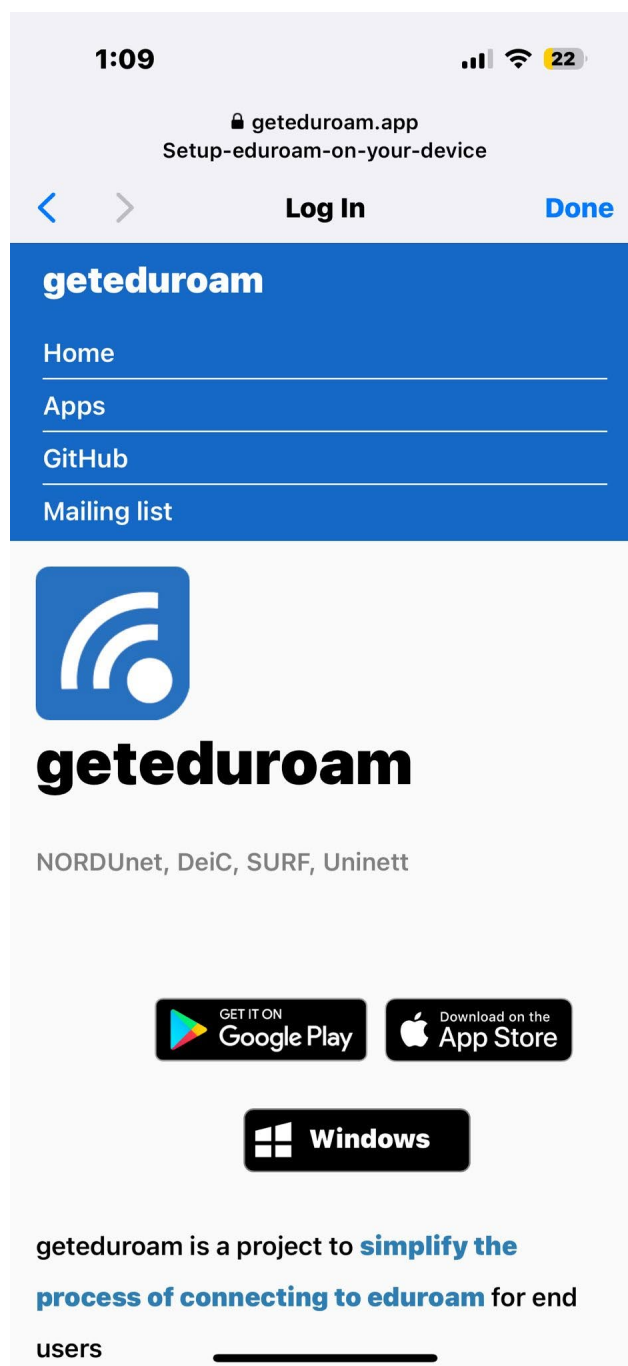 1:09
22
geteduroam.app
Setup-eduroam-on-your-device
Log In
Done
geteduroam
Home
Apps
GitHub
Mailing list
geteduroam
NORDUnet, DeiC, SURF, Uninett
GET IT ON
Google Play
Download on the
App Store
Windows
geteduroam is a project to simplify the
process of connecting to eduroam for end
users